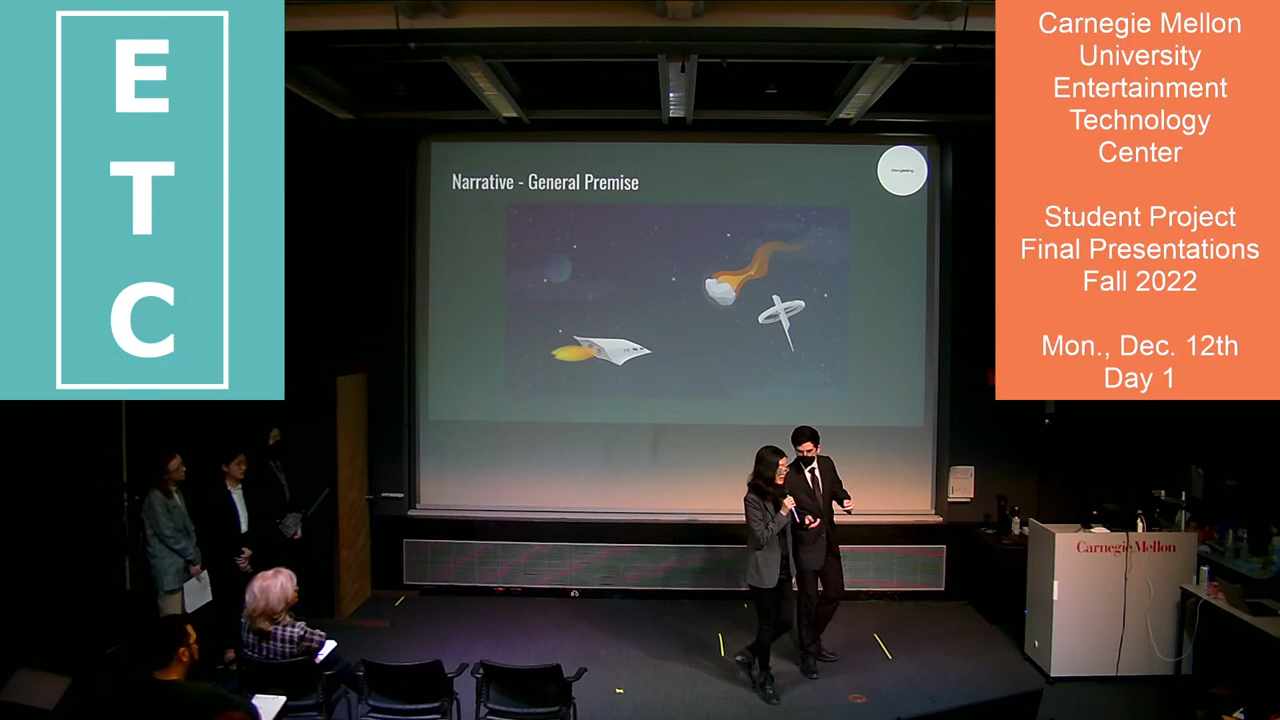 E
T
C
Carnegie Mellon
University
Entertainment
Technology
Center
Student Project
Final Presentations
Fall 2022
Mon., Dec. 12th
Day 1
Narrative - General Premise
Carnegie Mellon